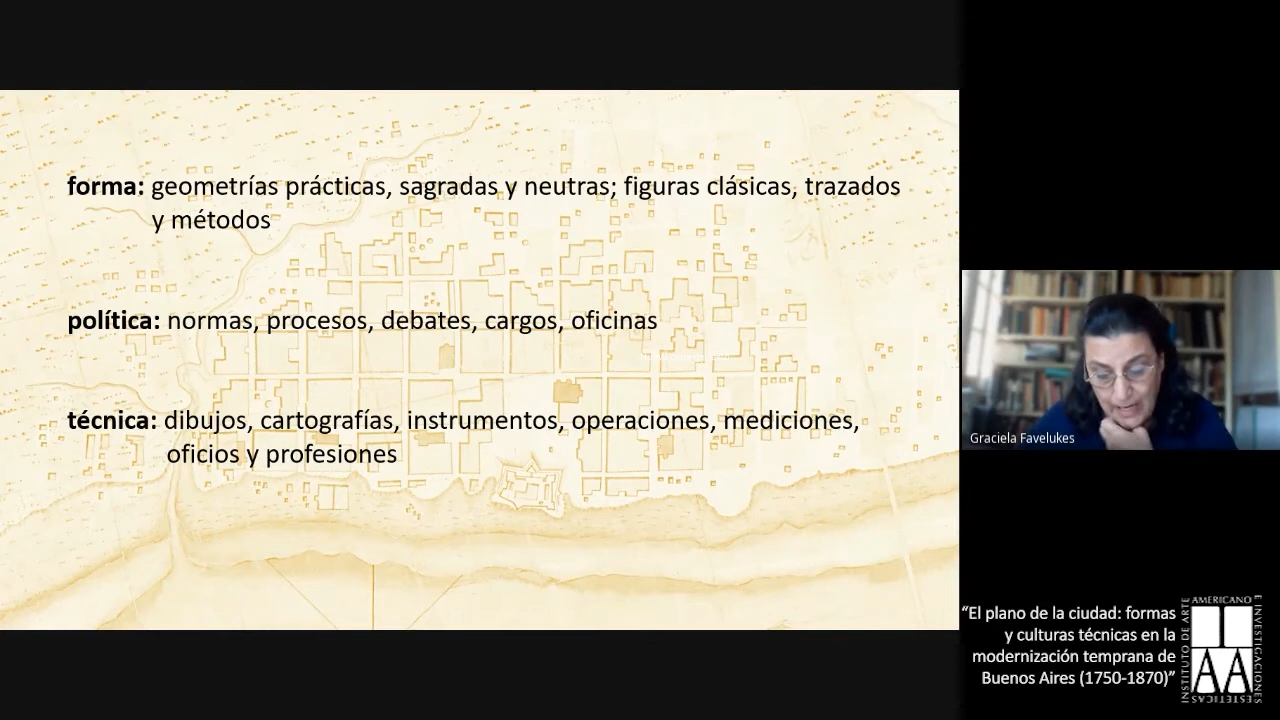 forma: geometrías prácticas, sagradas y neutras; figuras clásicas, trazados
y métodos
política: normas, procesos, debates, cargos, oficinas
técnica: dibujos, cartografías, instrumentos, operaciones, mediciones,
oficios y profesiones
Graciela Favelukes
“El plano de la ciudad: formas
y culturas técnicas en la
modernización temprana de
Buenos Aires (1750-1870)”
INSTITUTO DE ARTE
AMERICANO
E INVESTIGACIONES
ESTETICAS
IAA